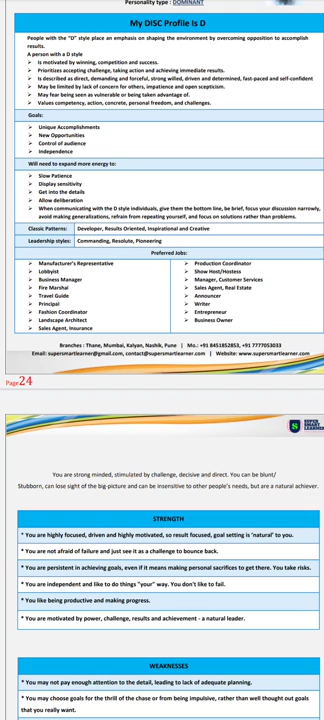 Personality type : DOMINANT
My DISC Profile Is D
People with the "D" style place an emphasis on shaping the environment by overcoming opposition to accomplish
results.
A person with a D style
➤ Is motivated by winning, competition and success.
➤ Prioritizes accepting challenge, taking action and achieving immediate results.
➤ Is described as direct, demanding and forceful, strong willed, driven and determined, fast-paced and self-confident
➤ May be limited by lack of concern for others, impatience and open scepticism.
➤ May fear being seen as vulnerable or being taken advantage of.
➤ Values competency, action, concrete, personal freedom, and challenges.
Goals:
➤ Unique Accomplishments
➤ New Opportunities
➤ Control of audience
➤ Independence
Will need to expand more energy to:
➤ Slow Patience
➤ Display sensitivity
➤ Get into the details
➤ Allow deliberation
➤ When communicating with the D style individuals, give them the bottom line, be brief, focus your discussion narrowly,
avoid making generalizations, refrain from repeating yourself, and focus on solutions rather than problems.
Classic Patterns: Developer, Results Oriented, Inspirational and Creative
Leadership styles: Commanding, Resolute, Pioneering
Preferred Jobs:
➤ Manufacturer's Representative
➤ Lobbyist
➤ Business Manager
➤ Fire Marshal
➤ Travel Guide
➤ Principal
➤ Fashion Coordinator
➤ Landscape Architect
➤ Sales Agent, Insurance
➤ Production Coordinator
➤ Show Host/Hostess
➤ Manager, Customer Services
➤ Sales Agent, Real Estate
➤ Announcer
➤ Writer
➤ Entrepreneur
➤ Business Owner
Branches : Thane, Mumbai, Kalyan, Nashik, Pune | Mo.: +91 8451852853, +91 7777053033
Email: supersmartlearner@gmail.com, contact@supersmartlearner.com | Website: www.supersmartlearner.com
Page24
SUPER
SMART
LEARNER
You are strong minded, stimulated by challenge, decisive and direct. You can be blunt/
Stubborn, can lose sight of the big-picture and can be insensitive to other people's needs, but are a natural achiever.
STRENGTH
* You are highly focused, driven and highly motivated, so result focused, goal setting is 'natural' to you.
* You are not afraid of failure and just see it as a challenge to bounce back.
* You are persistent in achieving goals, even if it means making personal sacrifices to get there. You take risks.
* You are independent and like to do things "your" way. You don't like to fail.
* You like being productive and making progress.
* You are motivated by power, challenge, results and achievement - a natural leader.
WEAKNESSES
* You may not pay enough attention to the detail, leading to lack of adequate planning.
* You may choose goals for the thrill of the chase or from being impulsive, rather than well thought out goals
that you really want.